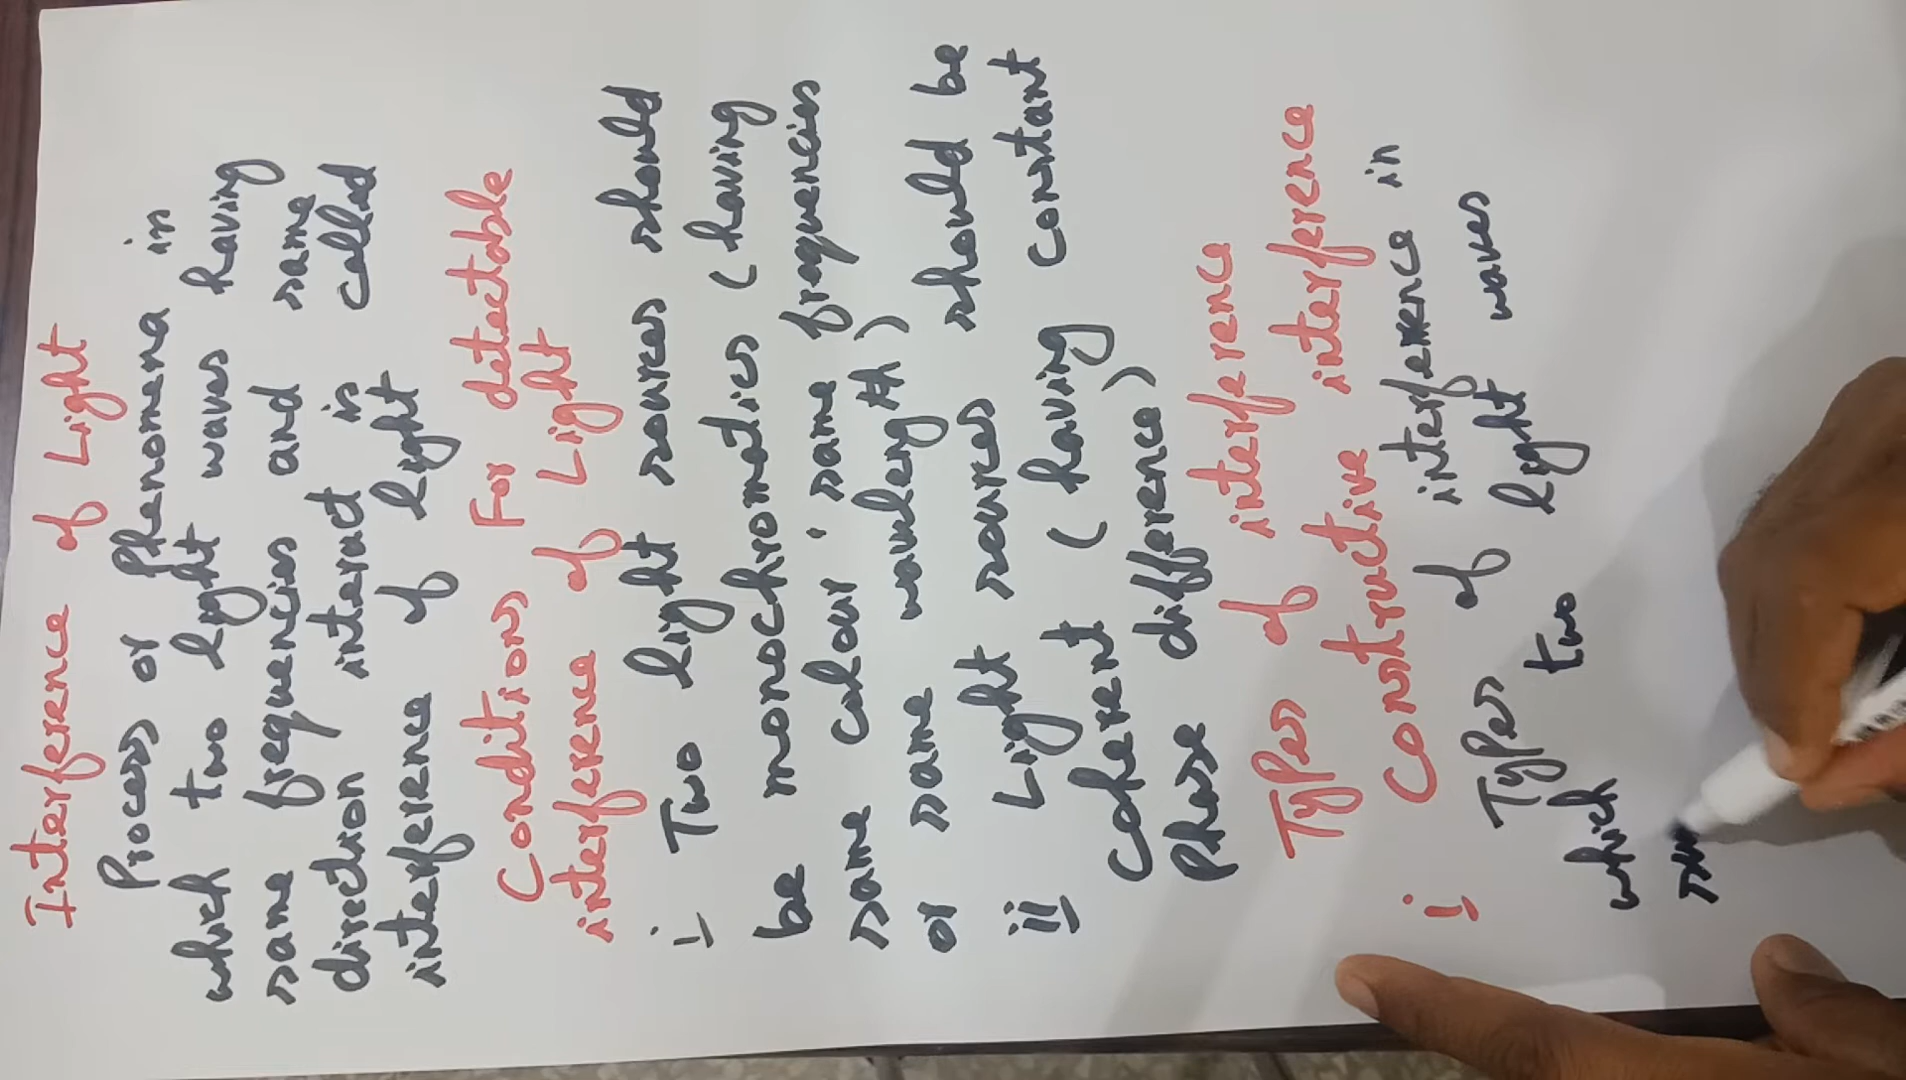 Interference of Light
Process or Phenomena in
which two light waves having
same frequencies and same
direction interact is called
interference of light
Conditions For detectable
interference of Light
i Two light sources should
be monochromatics (having
same colour, same frequencies
or same wavelength)
ii Light sources should be
Coherent (having constant
Phase difference)
Types of interference
i Constructive interference
Types of interference in
which two light waves